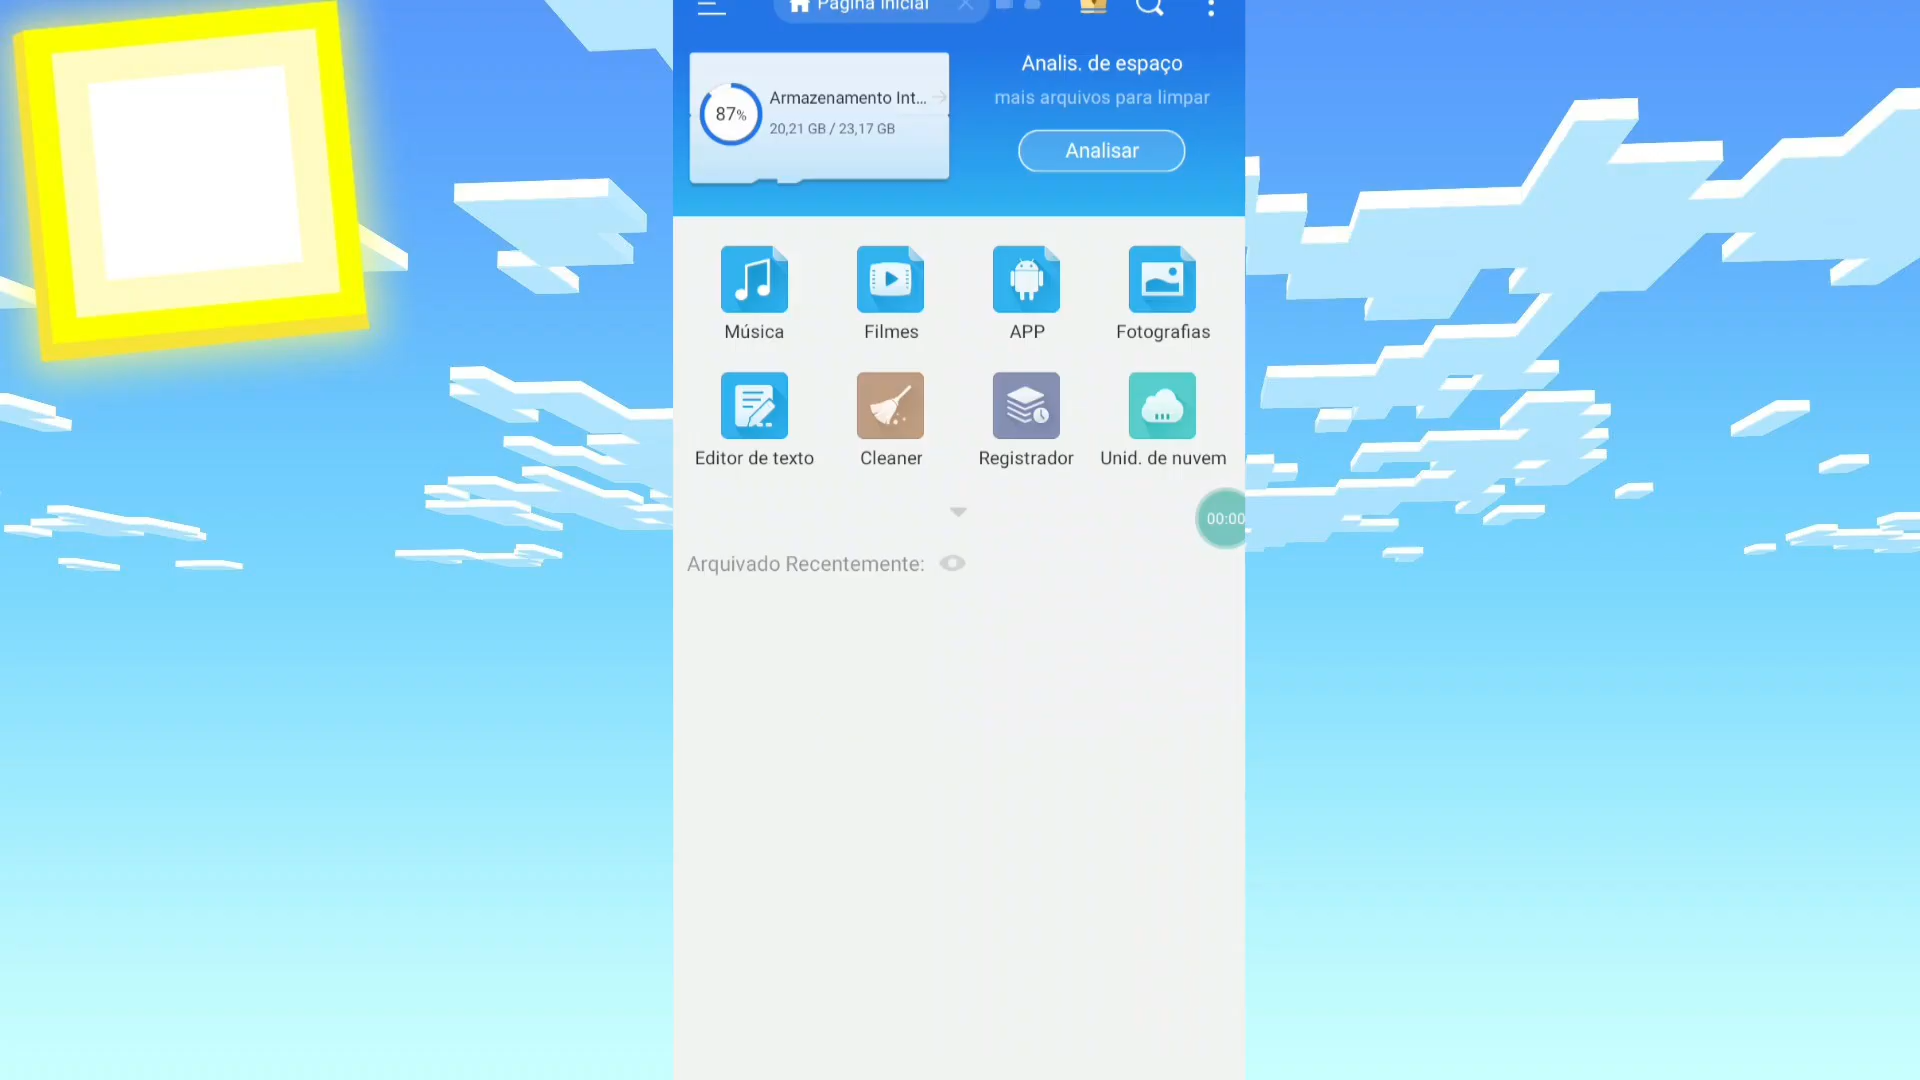 Página Inicial
Analis. de espaço
mais arquivos para limpar
Analisar
87%
Armazenamento Int...
20,21 GB / 23,17 GB
Música
Filmes
APP
Fotografias
Editor de texto
Cleaner
Registrador
Unid. de nuvem
00:00
Arquivado Recentemente: